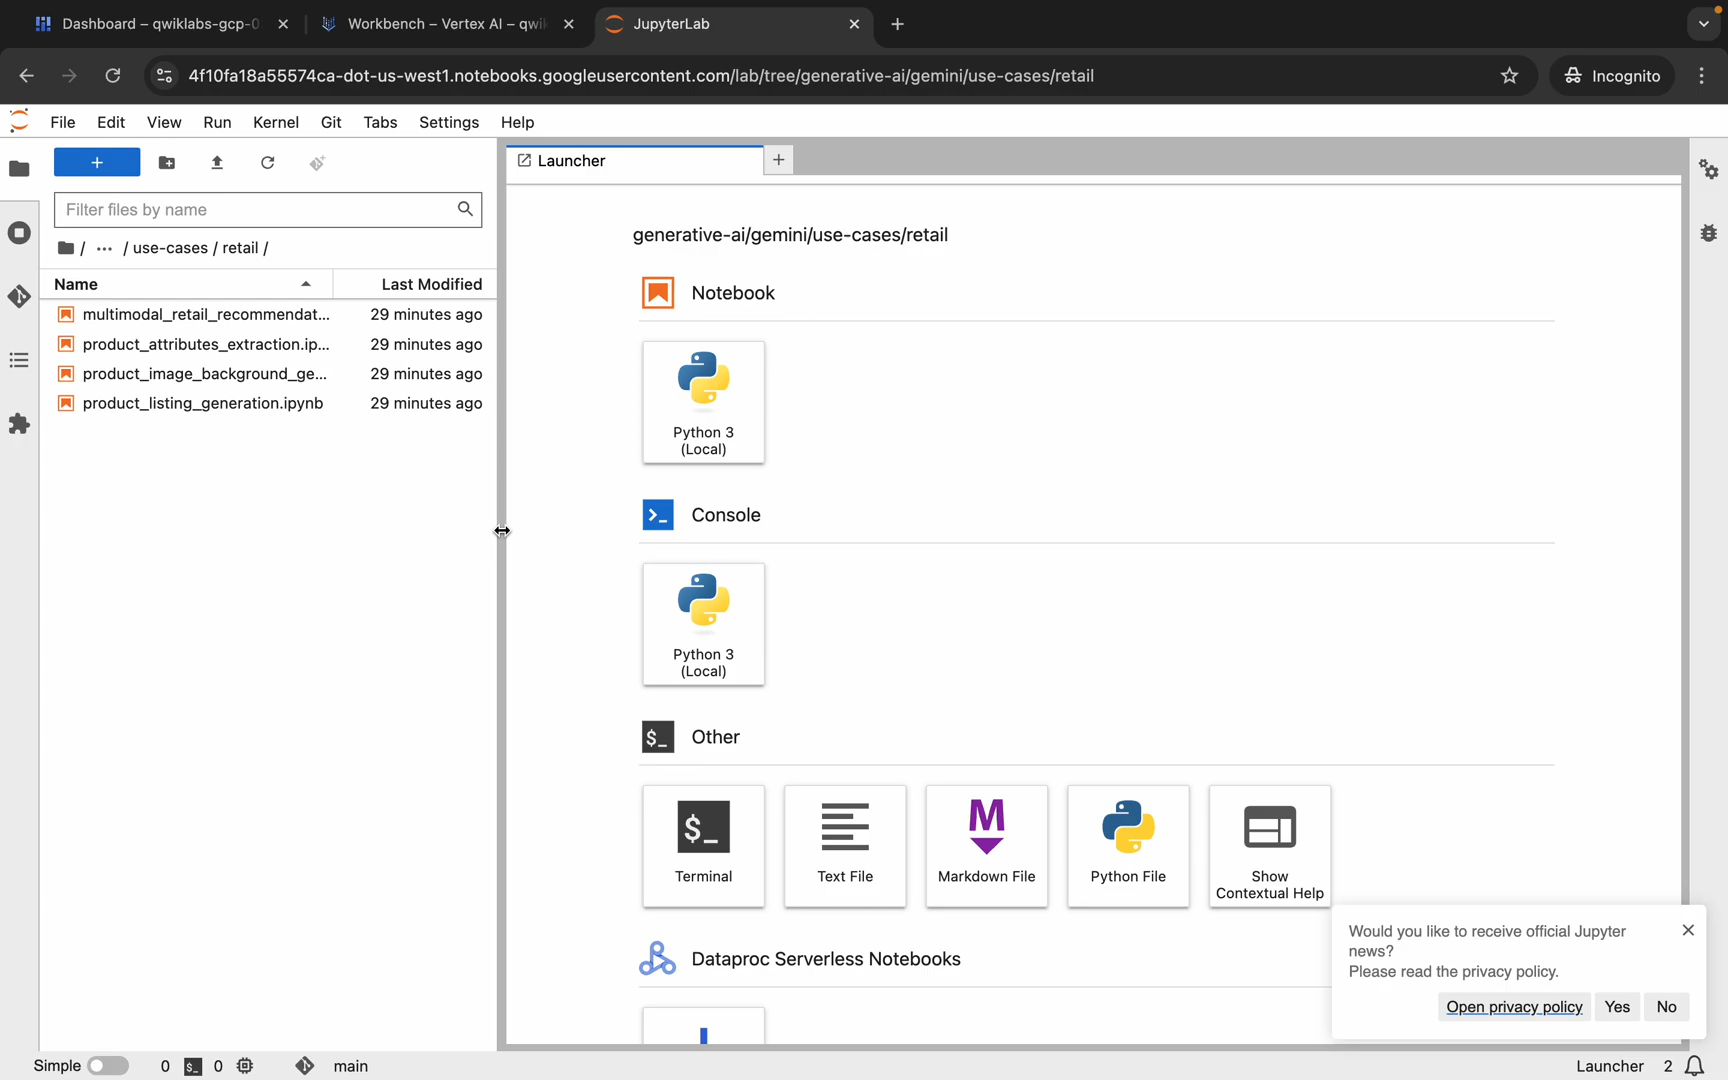 Dashboard – qwiklabs-gcp-0
Workbench – Vertex AI – qwik
JupyterLab
4f10fa18a55574ca-dot-us-west1.notebooks.googleusercontent.com/lab/tree/generative-ai/gemini/use-cases/retail
Incognito
File Edit View Run Kernel Git Tabs Settings Help
Launcher
Filter files by name
/ ··· / use-cases / retail /
Name Last Modified
multimodal_retail_recommendat... 29 minutes ago
product_attributes_extraction.ip... 29 minutes ago
product_image_background_ge... 29 minutes ago
product_listing_generation.ipynb 29 minutes ago
generative-ai/gemini/use-cases/retail
Notebook
Python 3
(Local)
Console
Python 3
(Local)
$_ Other
$_
Terminal
Text File
Markdown File
Python File
Show
Contextual Help
Dataproc Serverless Notebooks
Would you like to receive official Jupyter
news?
Please read the privacy policy.
Open privacy policy Yes No
Simple 0 $_ 0 main Launcher 2